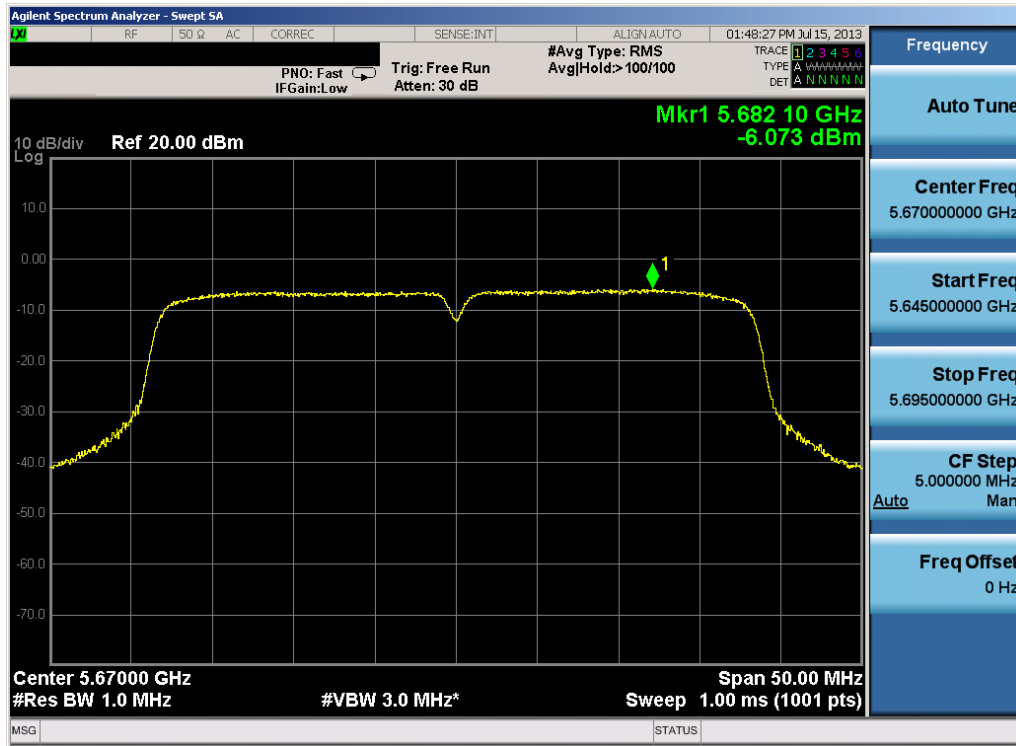 Agilent Spectrum Analyzer - Swept SA
LXI RF 50 Ω AC CORREC SENSE:INT ALIGN AUTO 01:48:27 PM Jul 15, 2013
PNO: Fast
IFGain:Low
Trig: Free Run
Atten: 30 dB
#Avg Type: RMS
Avg|Hold:>100/100
TRACE 1 2 3 4 5 6
TYPE A WWWWW
DET A N N N N N
Mkr1 5.682 10 GHz
-6.073 dBm
10 dB/div Ref 20.00 dBm
Log
10.0
0.00
-10.0
-20.0
-30.0
-40.0
-50.0
-60.0
-70.0
1
Center 5.67000 GHz Span 50.00 MHz
#Res BW 1.0 MHz #VBW 3.0 MHz* Sweep 1.00 ms (1001 pts)
MSG STATUS
Frequency
Auto Tune
Center Freq
5.670000000 GHz
Start Freq
5.645000000 GHz
Stop Freq
5.695000000 GHz
CF Step
5.000000 MHz
Auto Man
Freq Offset
0 Hz